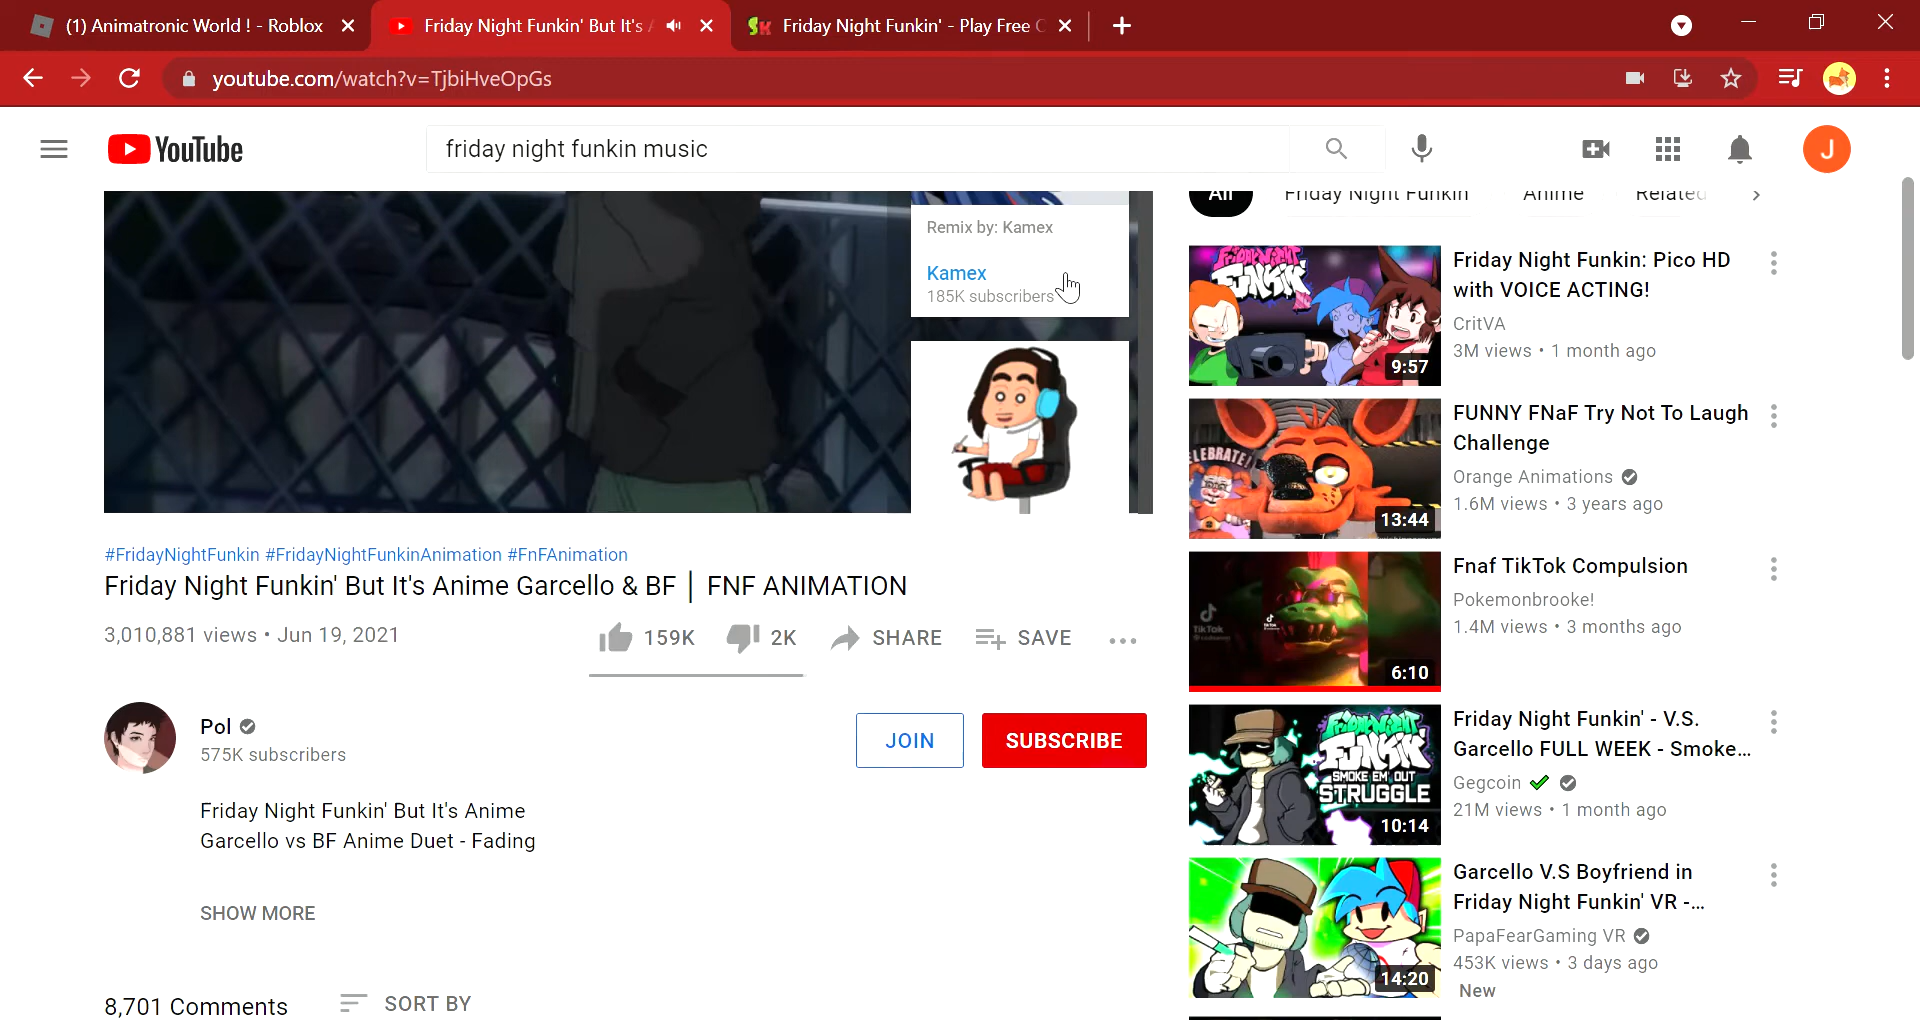 (1) Animatronic World ! - Roblox
Friday Night Funkin' But It's
Friday Night Funkin' - Play Free
youtube.com/watch?v=TjbiHveOpGs
YouTube
friday night funkin music
J
All
Friday Night Funkin
Anime
Related
Remix by: Kamex
Kamex
185K subscribers
#FridayNightFunkin #FridayNightFunkinAnimation #FnFAnimation
Friday Night Funkin' But It's Anime Garcello & BF │ FNF ANIMATION
3,010,881 views • Jun 19, 2021
159K
2K
SHARE
SAVE
Pol
575K subscribers
JOIN
SUBSCRIBE
Friday Night Funkin' But It's Anime
Garcello vs BF Anime Duet - Fading
SHOW MORE
8,701 Comments
SORT BY
FRIDAY NIGHT
FUNKIN
9:57
Friday Night Funkin: Pico HD
with VOICE ACTING!
CritVA
3M views • 1 month ago
ELEBRATE!
13:44
FUNNY FNaF Try Not To Laugh
Challenge
Orange Animations
1.6M views • 3 years ago
TikTok
6:10
Fnaf TikTok Compulsion
Pokemonbrooke!
1.4M views • 3 months ago
FRIDAY NIGHT
FUNKIN
SMOKE EM' OUT
STRUGGLE
10:14
Friday Night Funkin' - V.S.
Garcello FULL WEEK - Smoke...
Gegcoin
21M views • 1 month ago
14:20
Garcello V.S Boyfriend in
Friday Night Funkin' VR -...
PapaFearGaming VR
453K views • 3 days ago
New